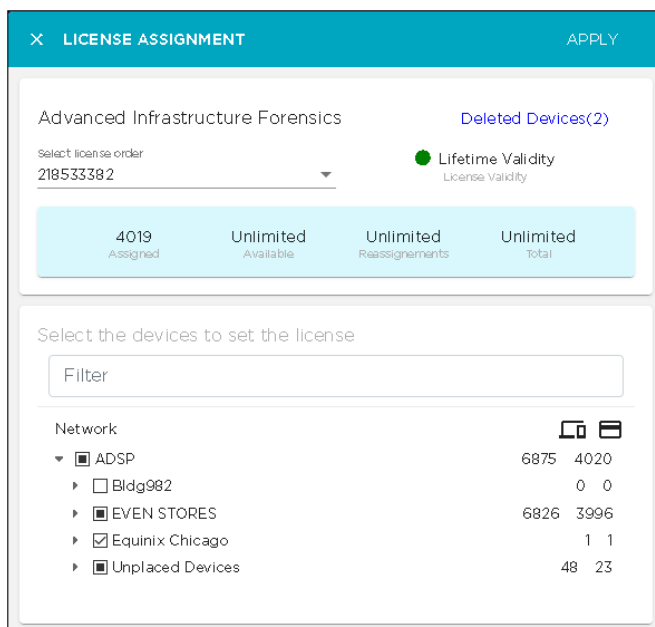 LICENSE ASSIGNMENT APPLY
Advanced Infrastructure Forensics Deleted Devices(2)
Select license order
218533382
Lifetime Validity
License Validity
4019 Unlimited Unlimited Unlimited
Assigned Available Reassignements Total
Select the devices to set the license
Filter
Network
ADSP 6875 4020
Bldg982 0 0
EVEN STORES 6826 3996
Equinix Chicago 1 1
Unplaced Devices 48 23